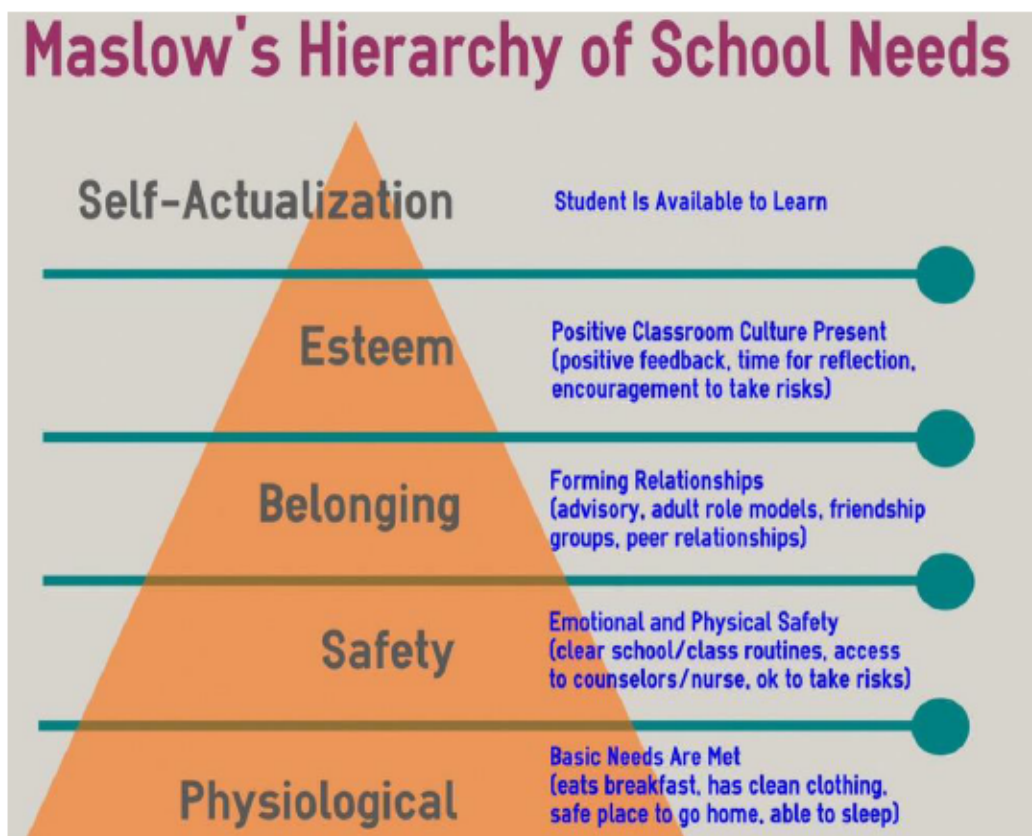 Maslow's Hierarchy of School Needs
Self-Actualization
Student Is Available to Learn
Esteem
Positive Classroom Culture Present
(positive feedback, time for reflection,
encouragement to take risks)
Belonging
Forming Relationships
(advisory, adult role models, friendship
groups, peer relationships)
Safety
Emotional and Physical Safety
(clear school/class routines, access
to counselors/nurse, ok to take risks)
Physiological
Basic Needs Are Met
(eats breakfast, has clean clothing,
safe place to go home, able to sleep)